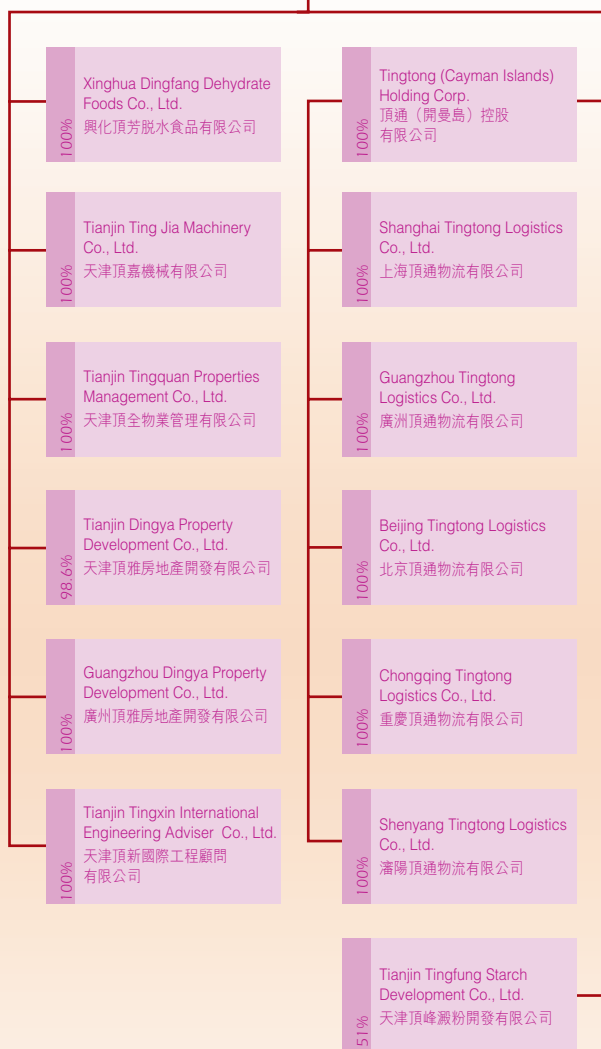 100%
Xinghua Dingfang Dehydrate
Foods Co., Ltd.
興化頂芳脱水食品有限公司
100%
Tianjin Ting Jia Machinery
Co., Ltd.
天津頂嘉機械有限公司
100%
Tianjin Tingquan Properties
Management Co., Ltd.
天津頂全物業管理有限公司
98.6%
Tianjin Dingya Property
Development Co., Ltd.
天津頂雅房地產開發有限公司
100%
Guangzhou Dingya Property
Development Co., Ltd.
廣州頂雅房地產開發有限公司
100%
Tianjin Tingxin International
Engineering Adviser Co., Ltd.
天津頂新國際工程顧問
有限公司
100%
Tingtong (Cayman Islands)
Holding Corp.
頂通（開曼島）控股
有限公司
100%
Shanghai Tingtong Logistics
Co., Ltd.
上海頂通物流有限公司
100%
Guangzhou Tingtong
Logistics Co., Ltd.
廣洲頂通物流有限公司
100%
Beijing Tingtong Logistics
Co., Ltd.
北京頂通物流有限公司
100%
Chongqing Tingtong
Logistics Co., Ltd.
重慶頂通物流有限公司
100%
Shenyang Tingtong Logistics
Co., Ltd.
瀋陽頂通物流有限公司
51%
Tianjin Tingfung Starch
Development Co., Ltd.
天津頂峰澱粉開發有限公司